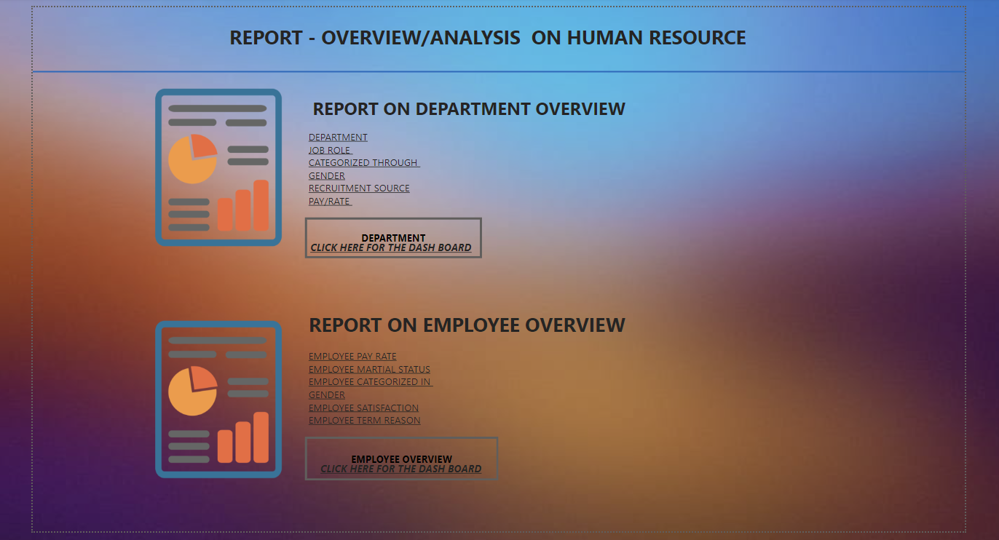 REPORT - OVERVIEW/ANALYSIS  ON HUMAN RESOURCE
REPORT ON DEPARTMENT OVERVIEW
DEPARTMENT
JOB ROLE
CATEGORIZED THROUGH
GENDER
RECRUITMENT SOURCE
PAY/RATE
DEPARTMENT
CLICK HERE FOR THE DASH BOARD
REPORT ON EMPLOYEE OVERVIEW
EMPLOYEE PAY RATE
EMPLOYEE MARTIAL STATUS
EMPLOYEE CATEGORIZED IN
GENDER
EMPLOYEE SATISFACTION
EMPLOYEE TERM REASON
EMPLOYEE OVERVIEW
CLICK HERE FOR THE DASH BOARD